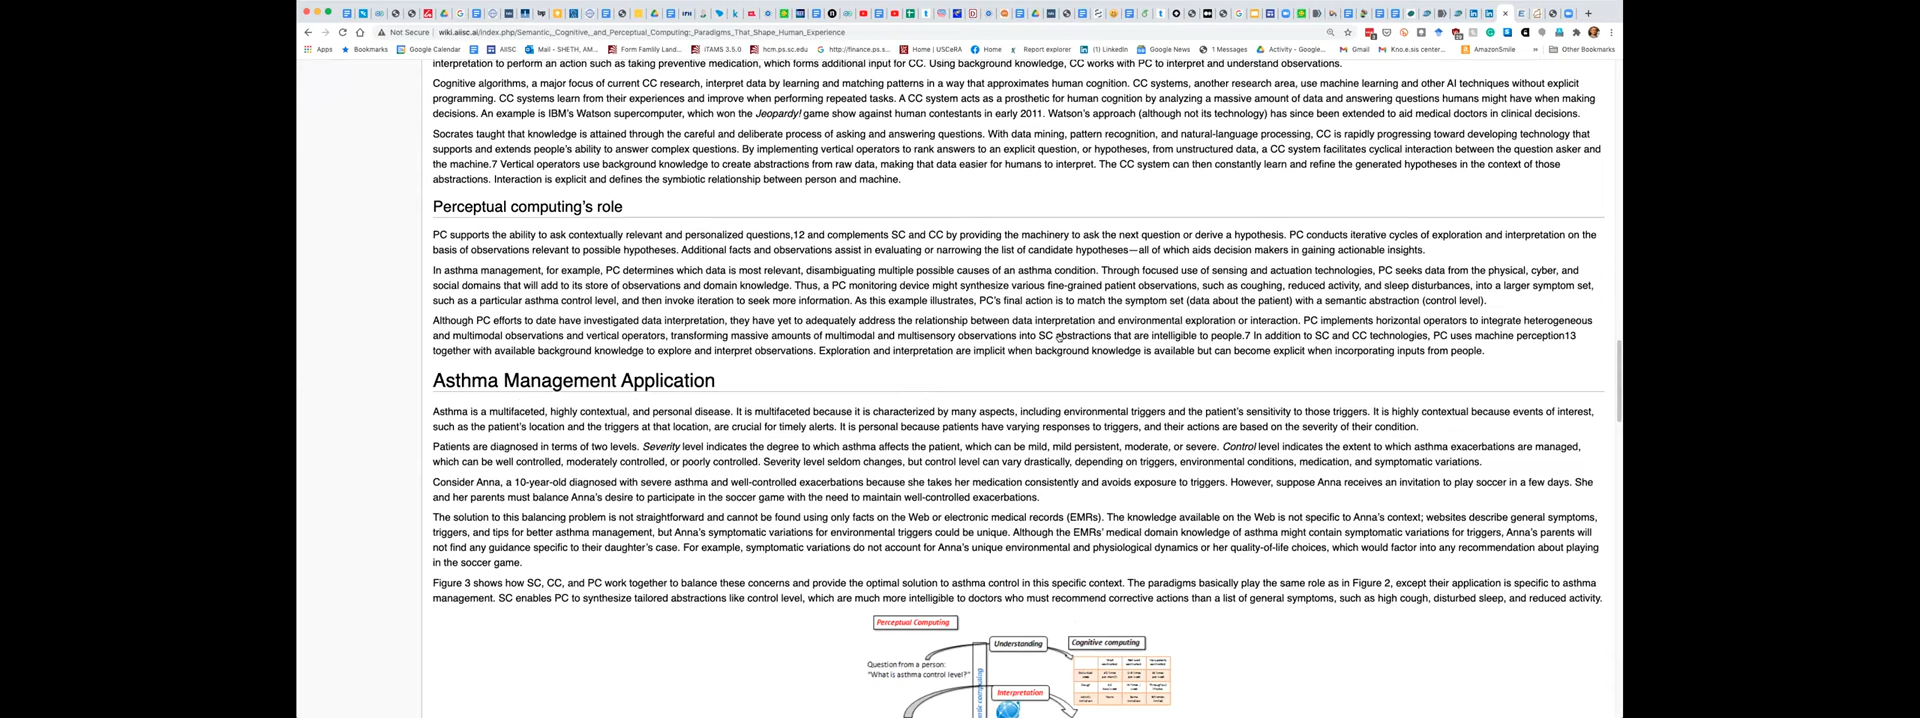 Not Secure | wiki.aiisc.ai/index.php/Semantic,_Cognitive,_and_Perceptual_Computing:_Paradigms_That_Shape_Human_Experience
Apps Bookmarks Google Calendar AIISC Mail - SHETH, AM... Form Family Land... iTAMS 3.5.0 hcm.ps.sc.edu http://finance.ps.s... Home | USCeRA Home Report explorer (1) LinkedIn Google News 1 Messages Activity - Google... Gmail Kno.e.sis center... AmazonSmile » Other Bookmarks
interpretation to perform an action such as taking preventive medication, which forms additional input for CC. Using background knowledge, CC works with PC to interpret and understand observations.
Cognitive algorithms, a major focus of current CC research, interpret data by learning and matching patterns in a way that approximates human cognition. CC systems, another research area, use machine learning and other AI techniques without explicit
programming. CC systems learn from their experiences and improve when performing repeated tasks. A CC system acts as a prosthetic for human cognition by analyzing a massive amount of data and answering questions humans might have when making
decisions. An example is IBM's Watson supercomputer, which won the Jeopardy! game show against human contestants in early 2011. Watson's approach (although not its technology) has since been extended to aid medical doctors in clinical decisions.
Socrates taught that knowledge is attained through the careful and deliberate process of asking and answering questions. With data mining, pattern recognition, and natural-language processing, CC is rapidly progressing toward developing technology that
supports and extends people's ability to answer complex questions. By implementing vertical operators to rank answers to an explicit question, or hypotheses, from unstructured data, a CC system facilitates cyclical interaction between the question asker and
the machine.7 Vertical operators use background knowledge to create abstractions from raw data, making that data easier for humans to interpret. The CC system can then constantly learn and refine the generated hypotheses in the context of those
abstractions. Interaction is explicit and defines the symbiotic relationship between person and machine.
Perceptual computing's role
PC supports the ability to ask contextually relevant and personalized questions,12 and complements SC and CC by providing the machinery to ask the next question or derive a hypothesis. PC conducts iterative cycles of exploration and interpretation on the
basis of observations relevant to possible hypotheses. Additional facts and observations assist in evaluating or narrowing the list of candidate hypotheses—all of which aids decision makers in gaining actionable insights.
In asthma management, for example, PC determines which data is most relevant, disambiguating multiple possible causes of an asthma condition. Through focused use of sensing and actuation technologies, PC seeks data from the physical, cyber, and
social domains that will add to its store of observations and domain knowledge. Thus, a PC monitoring device might synthesize various fine-grained patient observations, such as coughing, reduced activity, and sleep disturbances, into a larger symptom set,
such as a particular asthma control level, and then invoke iteration to seek more information. As this example illustrates, PC's final action is to match the symptom set (data about the patient) with a semantic abstraction (control level).
Although PC efforts to date have investigated data interpretation, they have yet to adequately address the relationship between data interpretation and environmental exploration or interaction. PC implements horizontal operators to integrate heterogeneous
and multimodal observations and vertical operators, transforming massive amounts of multimodal and multisensory observations into SC abstractions that are intelligible to people.7 In addition to SC and CC technologies, PC uses machine perception13
together with available background knowledge to explore and interpret observations. Exploration and interpretation are implicit when background knowledge is available but can become explicit when incorporating inputs from people.
Asthma Management Application
Asthma is a multifaceted, highly contextual, and personal disease. It is multifaceted because it is characterized by many aspects, including environmental triggers and the patient's sensitivity to those triggers. It is highly contextual because events of interest,
such as the patient's location and the triggers at that location, are crucial for timely alerts. It is personal because patients have varying responses to triggers, and their actions are based on the severity of their condition.
Patients are diagnosed in terms of two levels. Severity level indicates the degree to which asthma affects the patient, which can be mild, mild persistent, moderate, or severe. Control level indicates the extent to which asthma exacerbations are managed,
which can be well controlled, moderately controlled, or poorly controlled. Severity level seldom changes, but control level can vary drastically, depending on triggers, environmental conditions, medication, and symptomatic variations.
Consider Anna, a 10-year-old diagnosed with severe asthma and well-controlled exacerbations because she takes her medication consistently and avoids exposure to triggers. However, suppose Anna receives an invitation to play soccer in a few days. She
and her parents must balance Anna's desire to participate in the soccer game with the need to maintain well-controlled exacerbations.
The solution to this balancing problem is not straightforward and cannot be found using only facts on the Web or electronic medical records (EMRs). The knowledge available on the Web is not specific to Anna's context; websites describe general symptoms,
triggers, and tips for better asthma management, but Anna's symptomatic variations for environmental triggers could be unique. Although the EMRs' medical domain knowledge of asthma might contain symptomatic variations for triggers, Anna's parents will
not find any guidance specific to their daughter's case. For example, symptomatic variations do not account for Anna's unique environmental and physiological dynamics or her quality-of-life choices, which would factor into any recommendation about playing
in the soccer game.
Figure 3 shows how SC, CC, and PC work together to balance these concerns and provide the optimal solution to asthma control in this specific context. The paradigms basically play the same role as in Figure 2, except their application is specific to asthma
management. SC enables PC to synthesize tailored abstractions like control level, which are much more intelligible to doctors who must recommend corrective actions than a list of general symptoms, such as high cough, disturbed sleep, and reduced activity.
Perceptual Computing
Understanding
Cognitive computing
Question from a person:
"What is asthma control level?"
Interpretation